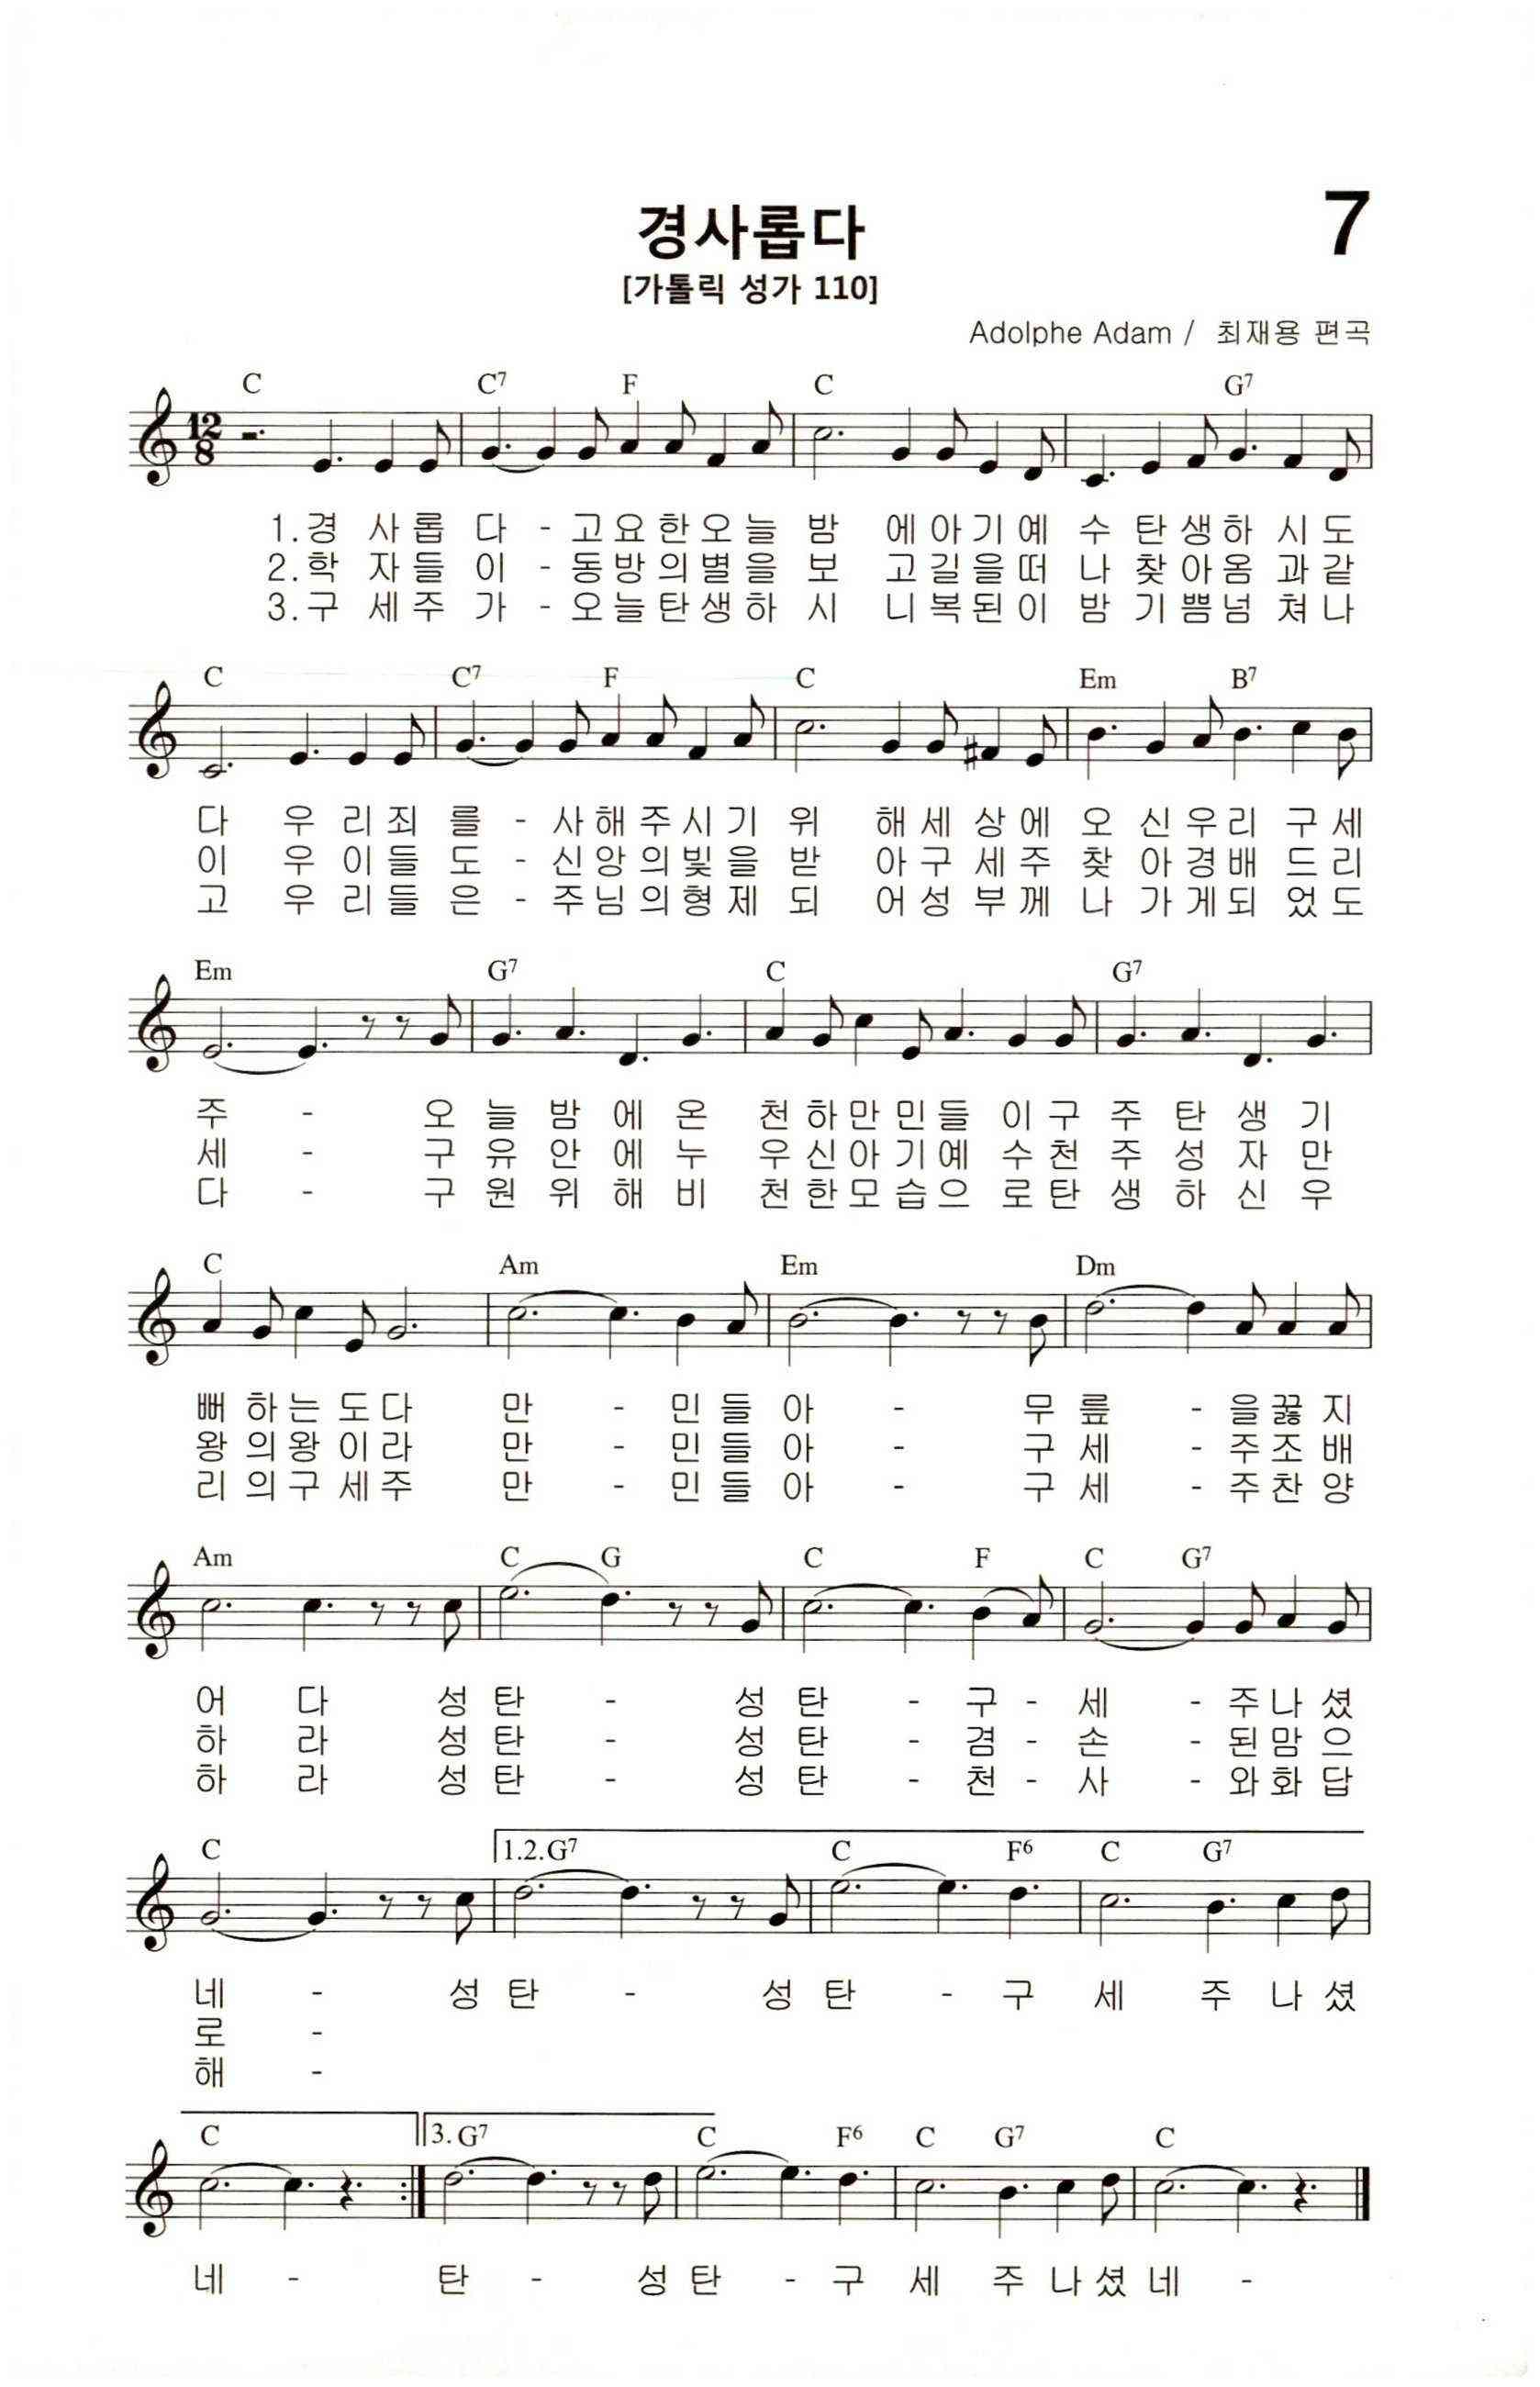 7
경사롭다
[가톨릭 성가 110]
Adolphe Adam / 최재용 편곡
C C7 F C G7
12
8
1.경 사롭 다 - 고요한오늘 밤 에아기예 수 탄생하 시도
2.학 자들 이 - 동방의별을 보 고길을떠 나 찾아옴 과같
3.구 세주 가 - 오늘탄생하 시 니복된이 밤 기쁨넘 쳐나
C C7 F C Em B7
다 우 리죄 를 - 사해주시기 위 해세상에 오 신우리 구세
이 우 이들 도 - 신앙의빛을 받 아구세주 찾 아경배 드리
고 우 리들 은 - 주님의형제 되 어성부께 나 가게되 었도
Em G7 C G7
주 - 오 늘 밤 에 온 천하만민들 이구 주 탄 생 기
세 - 구 유 안 에 누 우신아기예 수천 주 성 자 만
다 - 구 원 위 해 비 천한모습으 로탄 생 하 신 우
C Am Em Dm
뻐하는도다 만 - 민들 아 - 무 릎 - 을꿇지
왕의왕이라 만 - 민들 아 - 구 세 - 주조배
리의구세주 만 - 민들 아 - 구 세 - 주찬양
Am C G C F C G7
어 다 성 탄 - 성 탄 - 구 - 세 - 주나셨
하 라 성 탄 - 성 탄 - 겸 - 손 - 된맘으
하 라 성 탄 - 성 탄 - 천 - 사 - 와화답
C 1.2.G7 C F6 C G7
네 - 성 탄 - 성 탄 - 구 세 주 나셨
로 -
해 -
C 3.G7 C F6 C G7 C
네 - 탄 - 성 탄 - 구 세 주 나셨 네 -